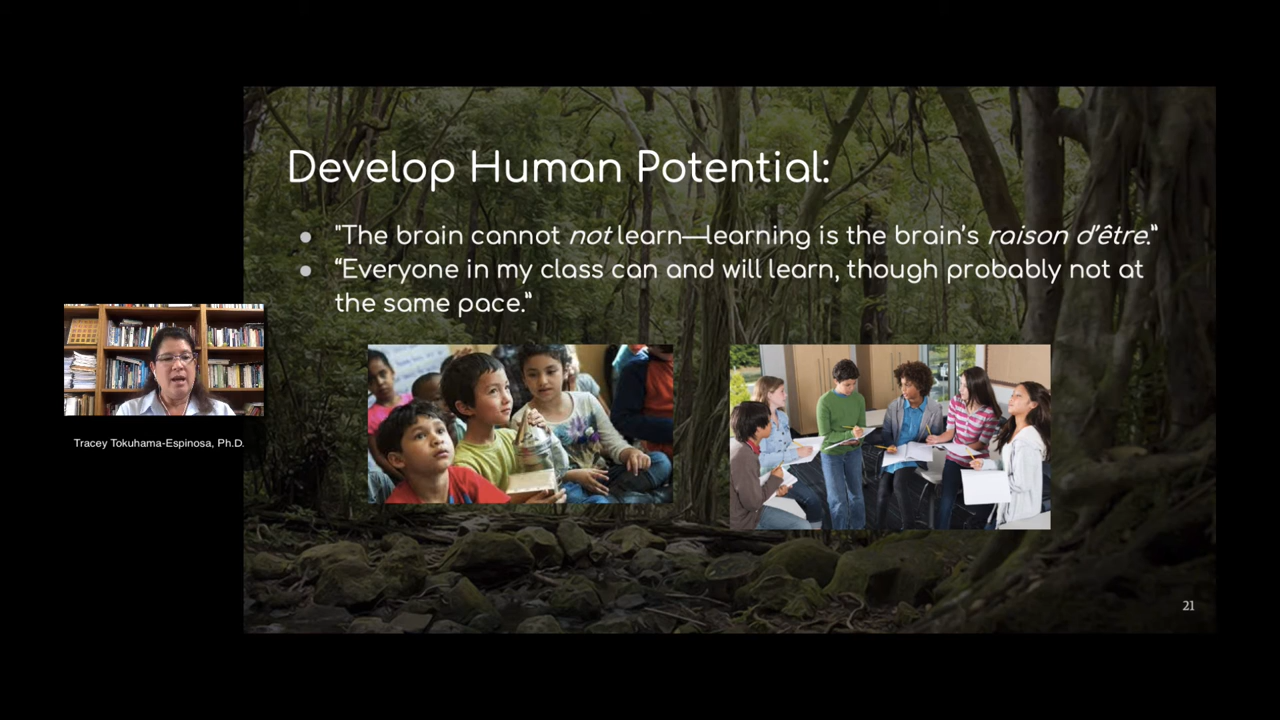 Develop Human Potential:
● "The brain cannot not learn—learning is the brain's raison d'être."
● “Everyone in my class can and will learn, though probably not at
the same pace.”
Tracey Tokuhama-Espinosa, Ph.D.
21